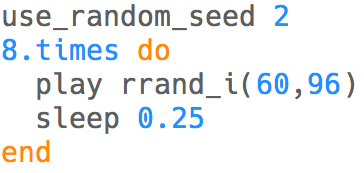 use_random_seed 2
8.times do
  play rrand_i(60,96)
  sleep 0.25
end